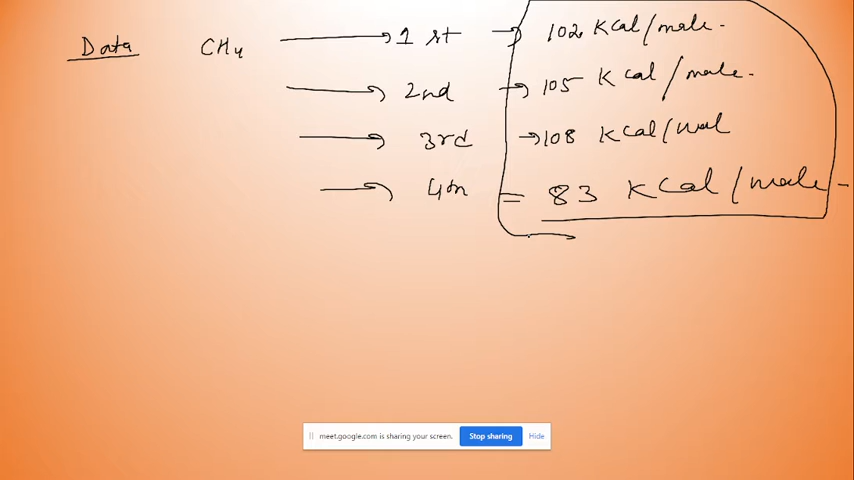 Data CH4 → 1st → 102 Kcal/mole.
→ 2nd → 105 Kcal/mole.
→ 3rd → 108 Kcal/mol
→ 4th = 83 Kcal/mole
meet.google.com is sharing your screen. Stop sharing Hide